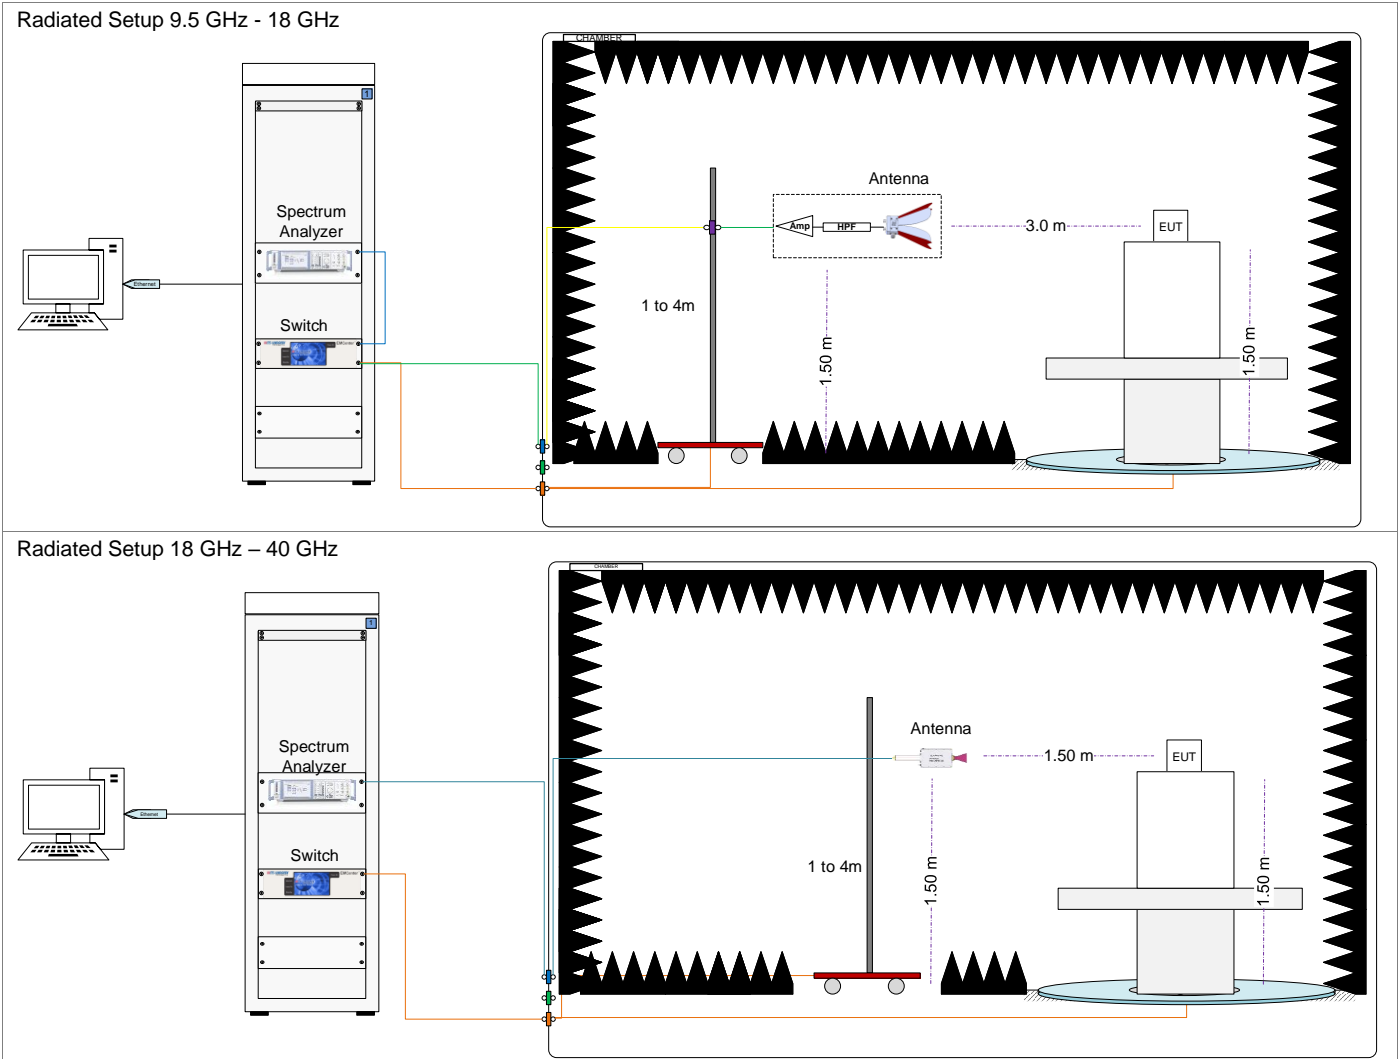 Radiated Setup 9.5 GHz - 18 GHz
CHAMBER
1
Antenna
Spectrum
Analyzer
Amp
HPF
3.0 m
EUT
Ethernet
1 to 4m
Switch
1.50 m
1.50 m
Radiated Setup 18 GHz – 40 GHz
CHAMBER
1
Antenna
Spectrum
Analyzer
1.50 m
EUT
Ethernet
Switch
1 to 4m
1.50 m
1.50 m